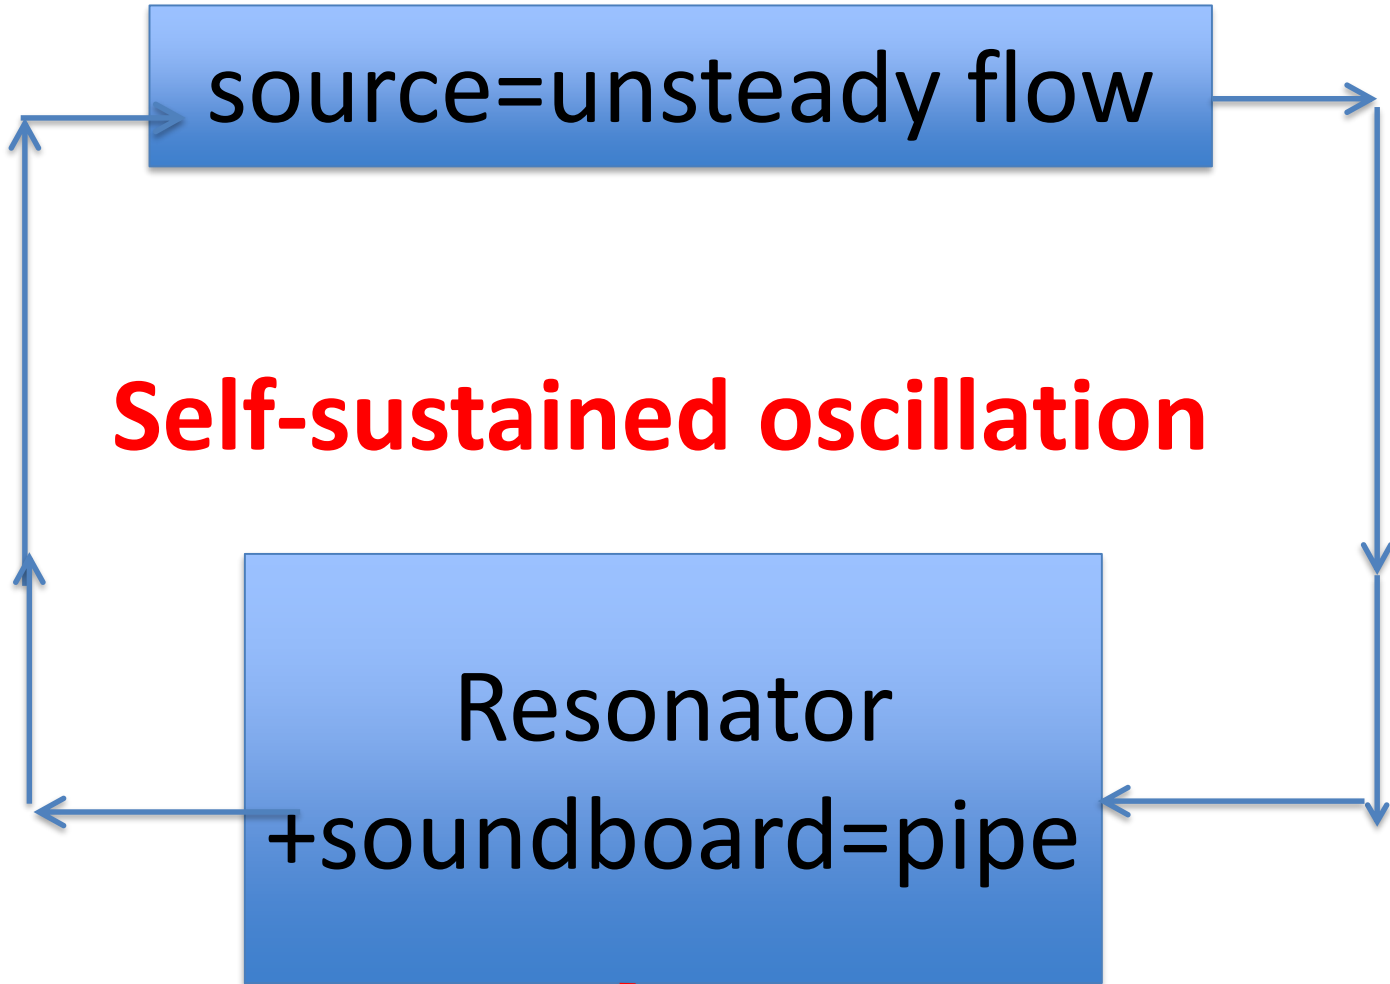 source=unsteady flow
Self-sustained oscillation
Resonator
+soundboard=pipe